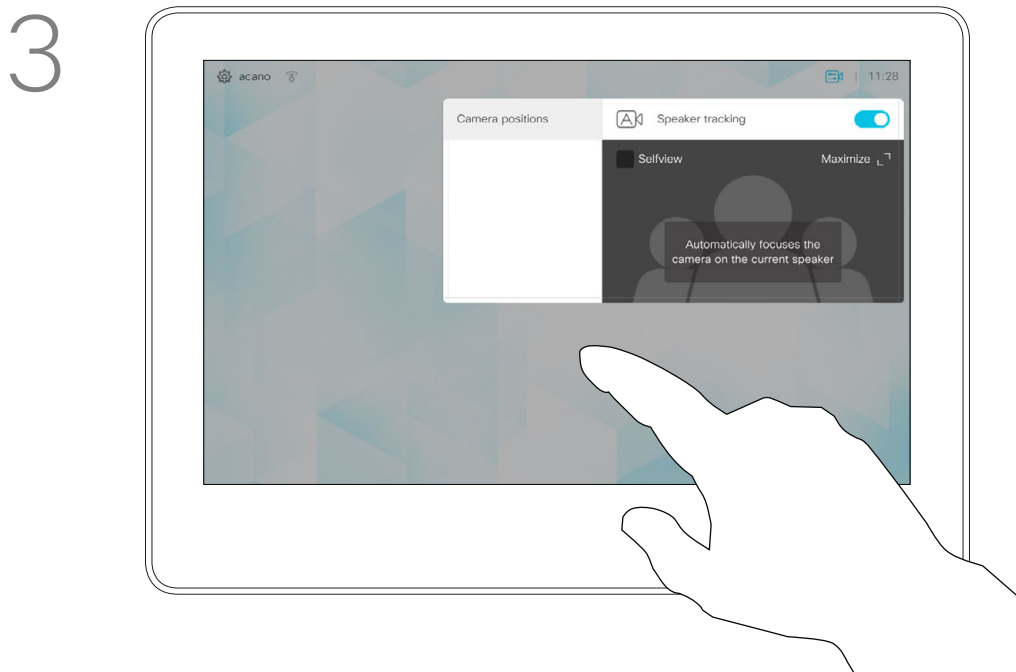 3
acano
11:28
Camera positions
Speaker tracking
Selfview
Maximize
Automatically focuses the
camera on the current speaker